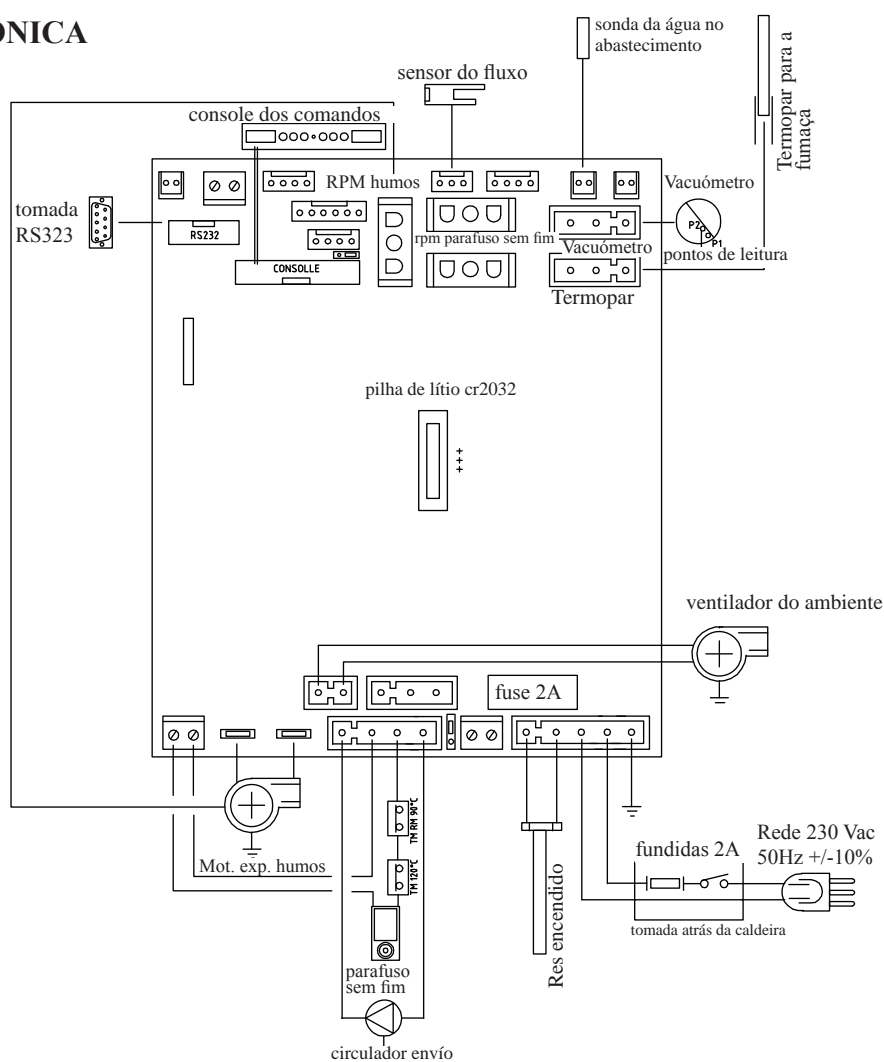 ONICA
sonda da água no
abastecimento
sensor do fluxo
console dos comandos
Termopar para a
fumaça
RPM humos
Vacuómetro
tomada
RS323
RS232
rpm parafuso sem fim
Vacuómetro
P2
P1
pontos de leitura
CONSOLLE
Termopar
pilha de lítio cr2032
+++
ventilador do ambiente
fuse 2A
TM RM 90°C
TM 120°C
Mot. exp. humos
parafuso
sem fim
circulador envío
Res encendido
fundidas 2A
Rede 230 Vac
50Hz +/-10%
tomada atrás da caldeira